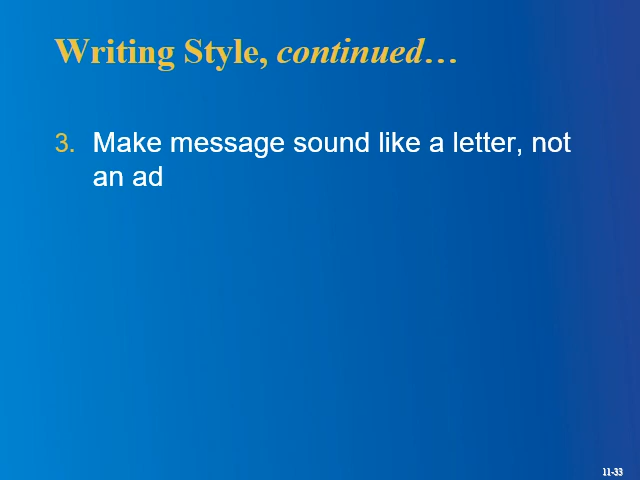 Writing Style, continued…
3. Make message sound like a letter, not
an ad
11-33